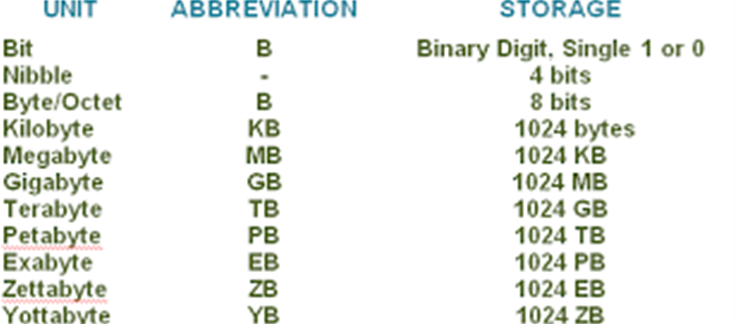 UNIT ABBREVIATION STORAGE
Bit B Binary Digit, Single 1 or 0
Nibble - 4 bits
Byte/Octet B 8 bits
Kilobyte KB 1024 bytes
Megabyte MB 1024 KB
Gigabyte GB 1024 MB
Terabyte TB 1024 GB
Petabyte PB 1024 TB
Exabyte EB 1024 PB
Zettabyte ZB 1024 EB
Yottabyte YB 1024 ZB